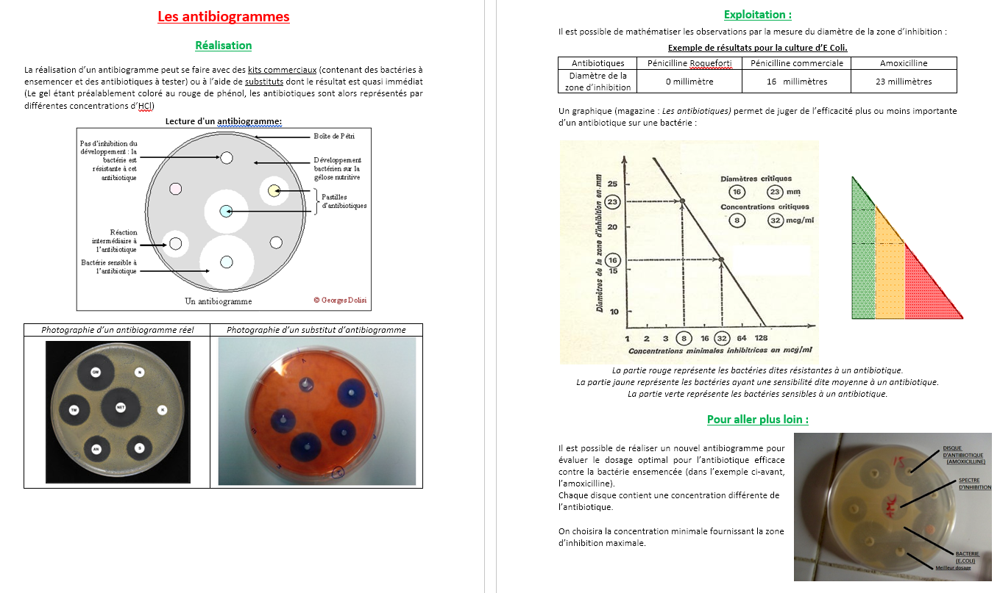 Les antibiogrammes
Réalisation
La réalisation d’un antibiogramme peut se faire avec des kits commerciaux (contenant des bactéries à
ensemencer et des antibiotiques à tester) ou à l’aide de substituts dont le résultat est quasi immédiat
(Le gel étant préalablement coloré au rouge de phénol, les antibiotiques sont alors représentés par
différentes concentrations d’HCl)
Lecture d'un antibiogramme:
Boîte de Pétri
Pas d’inhibition du
développement : la
bactérie est
résistante à cet
antibiotique
Développement
bactérien sur la
gélose nutritive
Pastilles
d’antibiotiques
Réaction
intermédiaire à
l’antibiotique
Bactérie sensible à
l’antibiotique
Un antibiogramme
© Georges Dolisi
Photographie d’un antibiogramme réel
Photographie d’un substitut d’antibiogramme
GM
N
TM
NET
K
AN
S
Exploitation :
Il est possible de mathématiser les observations par la mesure du diamètre de la zone d’inhibition :
Exemple de résultats pour la culture d’E Coli.
Antibiotiques
Pénicilline Roqueforti
Pénicilline commerciale
Amoxicilline
Diamètre de la
zone d’inhibition
0 millimètre
16 millimètres
23 millimètres
Un graphique (magazine : Les antibiotiques) permet de juger de l’efficacité plus ou moins importante
d’un antibiotique sur une bactérie :
Diamètres de la zone d'inhibition en mm
25
23
20
16
15
10
Diamètres critiques
16 23 mm
Concentrations critiques
8 32 mcg/ml
1 2 3 8 16 32 64 128
Concentrations minimales inhibitrices en mcg/ml
La partie rouge représente les bactéries dites résistantes à un antibiotique.
La partie jaune représente les bactéries ayant une sensibilité dite moyenne à un antibiotique.
La partie verte représente les bactéries sensibles à un antibiotique.
Pour aller plus loin :
Il est possible de réaliser un nouvel antibiogramme pour
évaluer le dosage optimal pour l’antibiotique efficace
contre la bactérie ensemencée (dans l’exemple ci-avant,
l’amoxicilline).
Chaque disque contient une concentration différente de
l’antibiotique.
On choisira la concentration minimale fournissant la zone
d’inhibition maximale.
DISQUE
D'ANTIBIOTIQUE
(AMOXICILLINE)
SPECTRE
D'INHIBITION
15
AMC
BACTERIE
(E.COLI)
Meilleur dosage